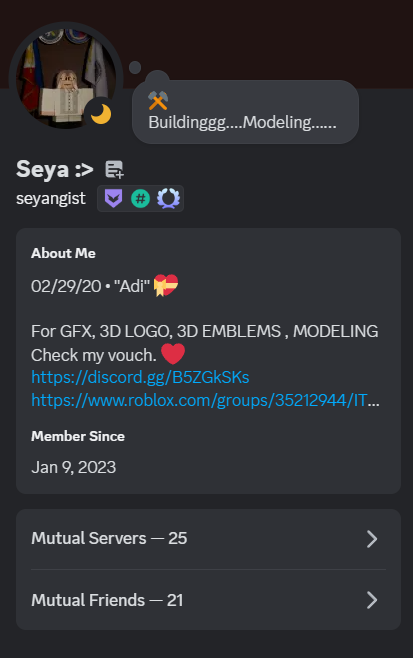 Buildinggg....Modeling......
Seya :>
seyangist
#
About Me
02/29/20 • "Adi" 💝
For GFX, 3D LOGO, 3D EMBLEMS , MODELING
Check my vouch. ❤️
https://discord.gg/B5ZGkSKs
https://www.roblox.com/groups/35212944/IT...
Member Since
Jan 9, 2023
Mutual Servers — 25
Mutual Friends — 21